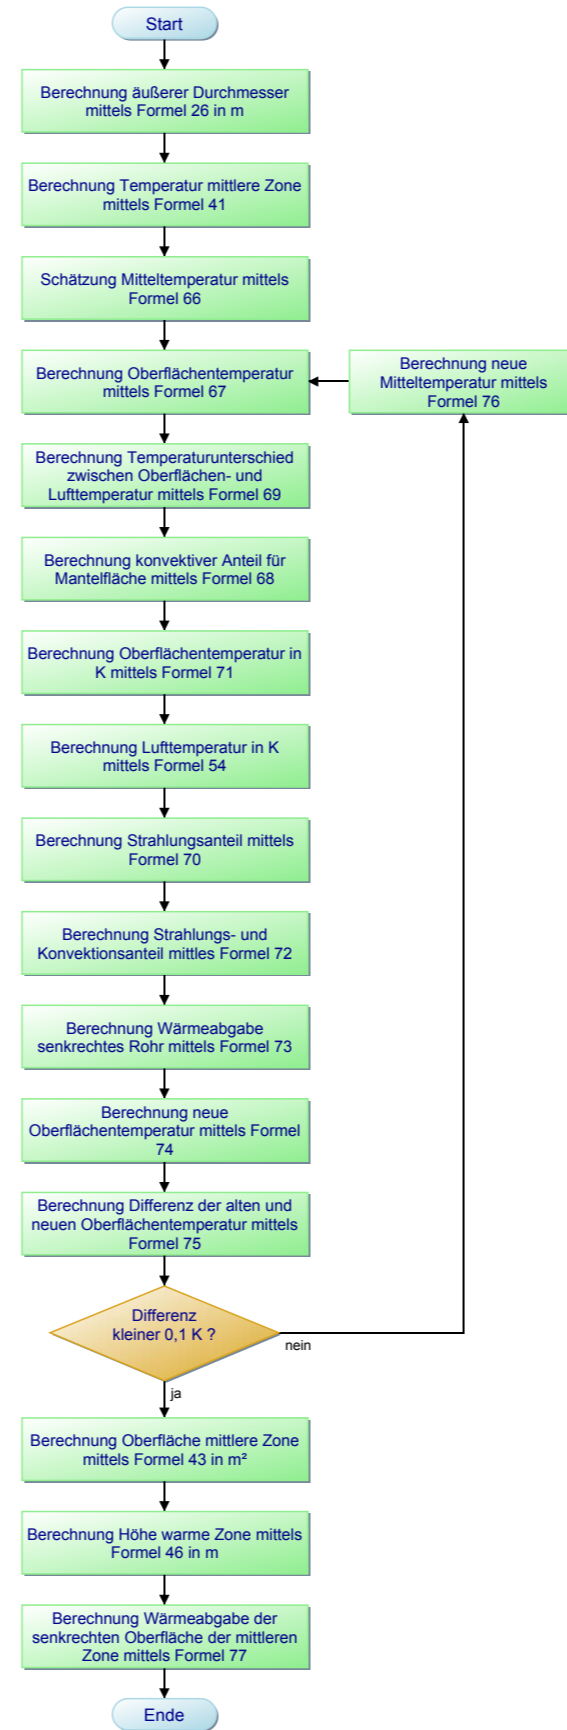 Start
Berechnung äußerer Durchmesser
mittels Formel 26 in m
Berechnung Temperatur mittlere Zone
mittels Formel 41
Schätzung Mitteltemperatur mittels
Formel 66
Berechnung Oberflächentemperatur
mittels Formel 67
Berechnung neue
Mitteltemperatur mittels
Formel 76
Berechnung Temperaturunterschied
zwischen Oberflächen- und
Lufttemperatur mittels Formel 69
Berechnung konvektiver Anteil für
Mantelfläche mittels Formel 68
Berechnung Oberflächentemperatur in
K mittels Formel 71
Berechnung Lufttemperatur in K
mittels Formel 54
Berechnung Strahlungsanteil mittels
Formel 70
Berechnung Strahlungs- und
Konvektionsanteil mittles Formel 72
Berechnung Wärmeabgabe
senkrechtes Rohr mittels Formel 73
Berechnung neue
Oberflächentemperatur mittels Formel
74
Berechnung Differenz der alten und
neuen Oberflächentemperatur mittels
Formel 75
Differenz
kleiner 0,1 K ?
nein
ja
Berechnung Oberfläche mittlere Zone
mittels Formel 43 in m²
Berechnung Höhe warme Zone mittels
Formel 46 in m
Berechnung Wärmeabgabe der
senkrechten Oberfläche der mittleren
Zone mittels Formel 77
Ende